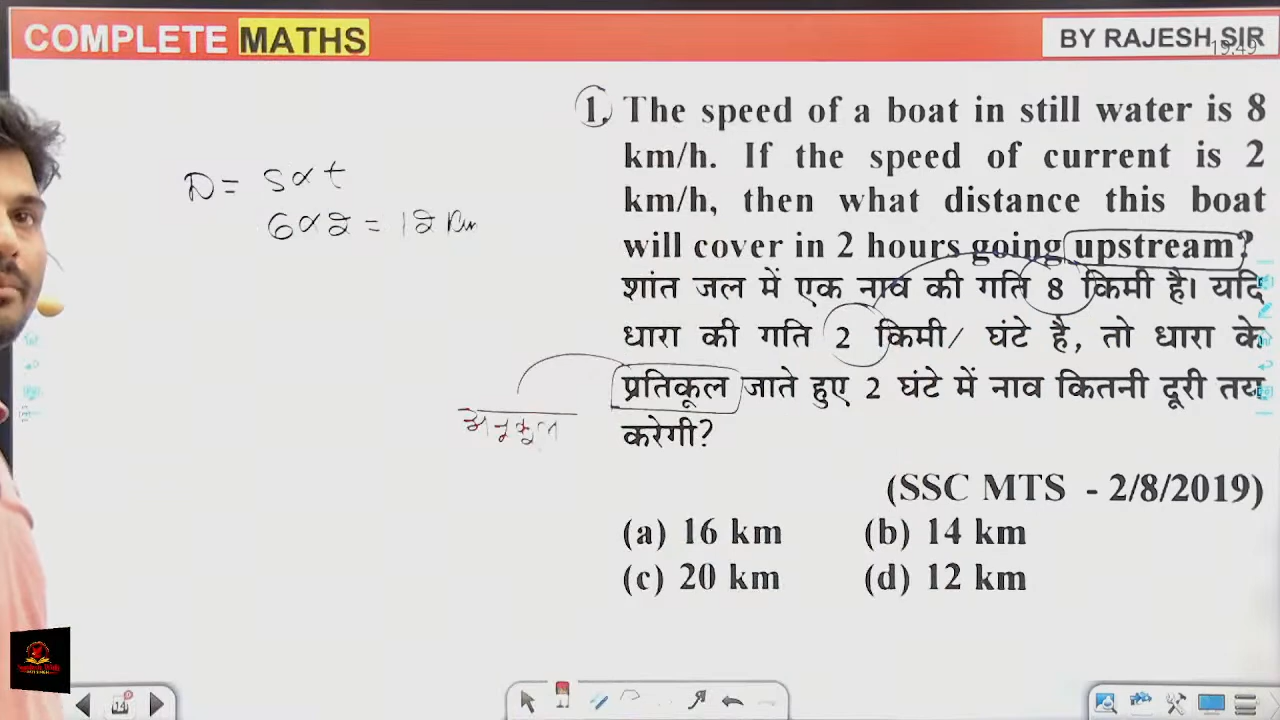 COMPLETE MATHS
BY RAJESH SIR
19:49
1. The speed of a boat in still water is 8
km/h. If the speed of current is 2
km/h, then what distance this boat
will cover in 2 hours going upstream?
शांत जल में एक नाव की गति 8 किमी है। यदि
धारा की गति 2 किमी/ घंटे है, तो धारा के
प्रतिकूल जाते हुए 2 घंटे में नाव कितनी दूरी तय
करेगी?
(SSC MTS - 2/8/2019)
(a) 16 km (b) 14 km
(c) 20 km (d) 12 km
D = S × t
6 × 2 = 12 Km
अनुकूल
14